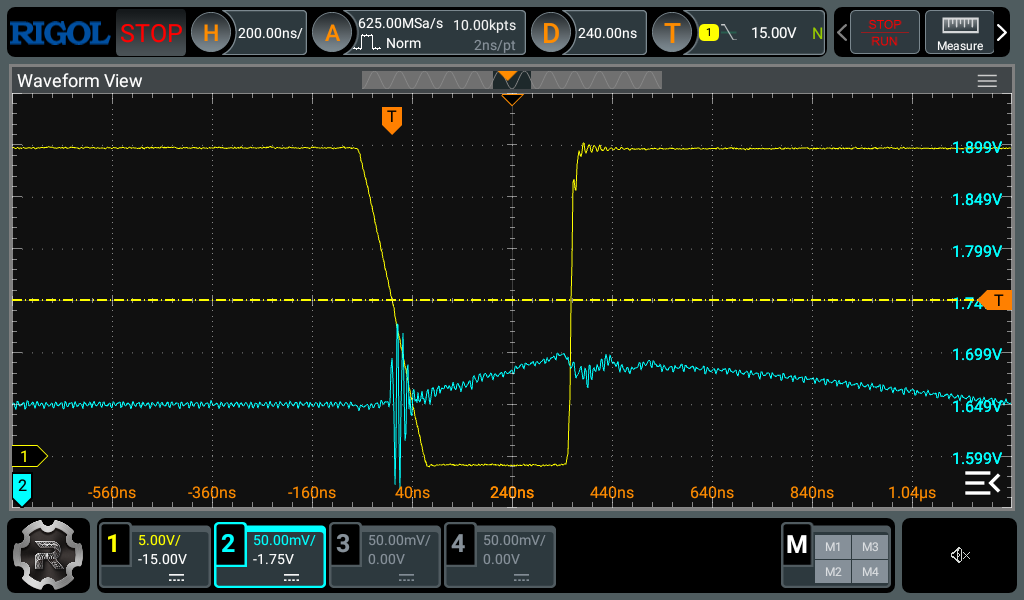 RIGOL STOP H 200.00ns/ A 625.00MSa/s 10.00kpts D 240.00ns T 1 15.00V N STOP
Norm 2ns/pt RUN Measure
Waveform View
T
1.899V
1.849V
1.799V
1.74 T
1.699V
1.649V
1
1.599V
2
-560ns -360ns -160ns 40ns 240ns 440ns 640ns 840ns 1.04µs
1 5.00V/ 2 50.00mV/ 3 50.00mV/ 4 50.00mV/ M M1 M3
-15.00V -1.75V 0.00V 0.00V M2 M4
R